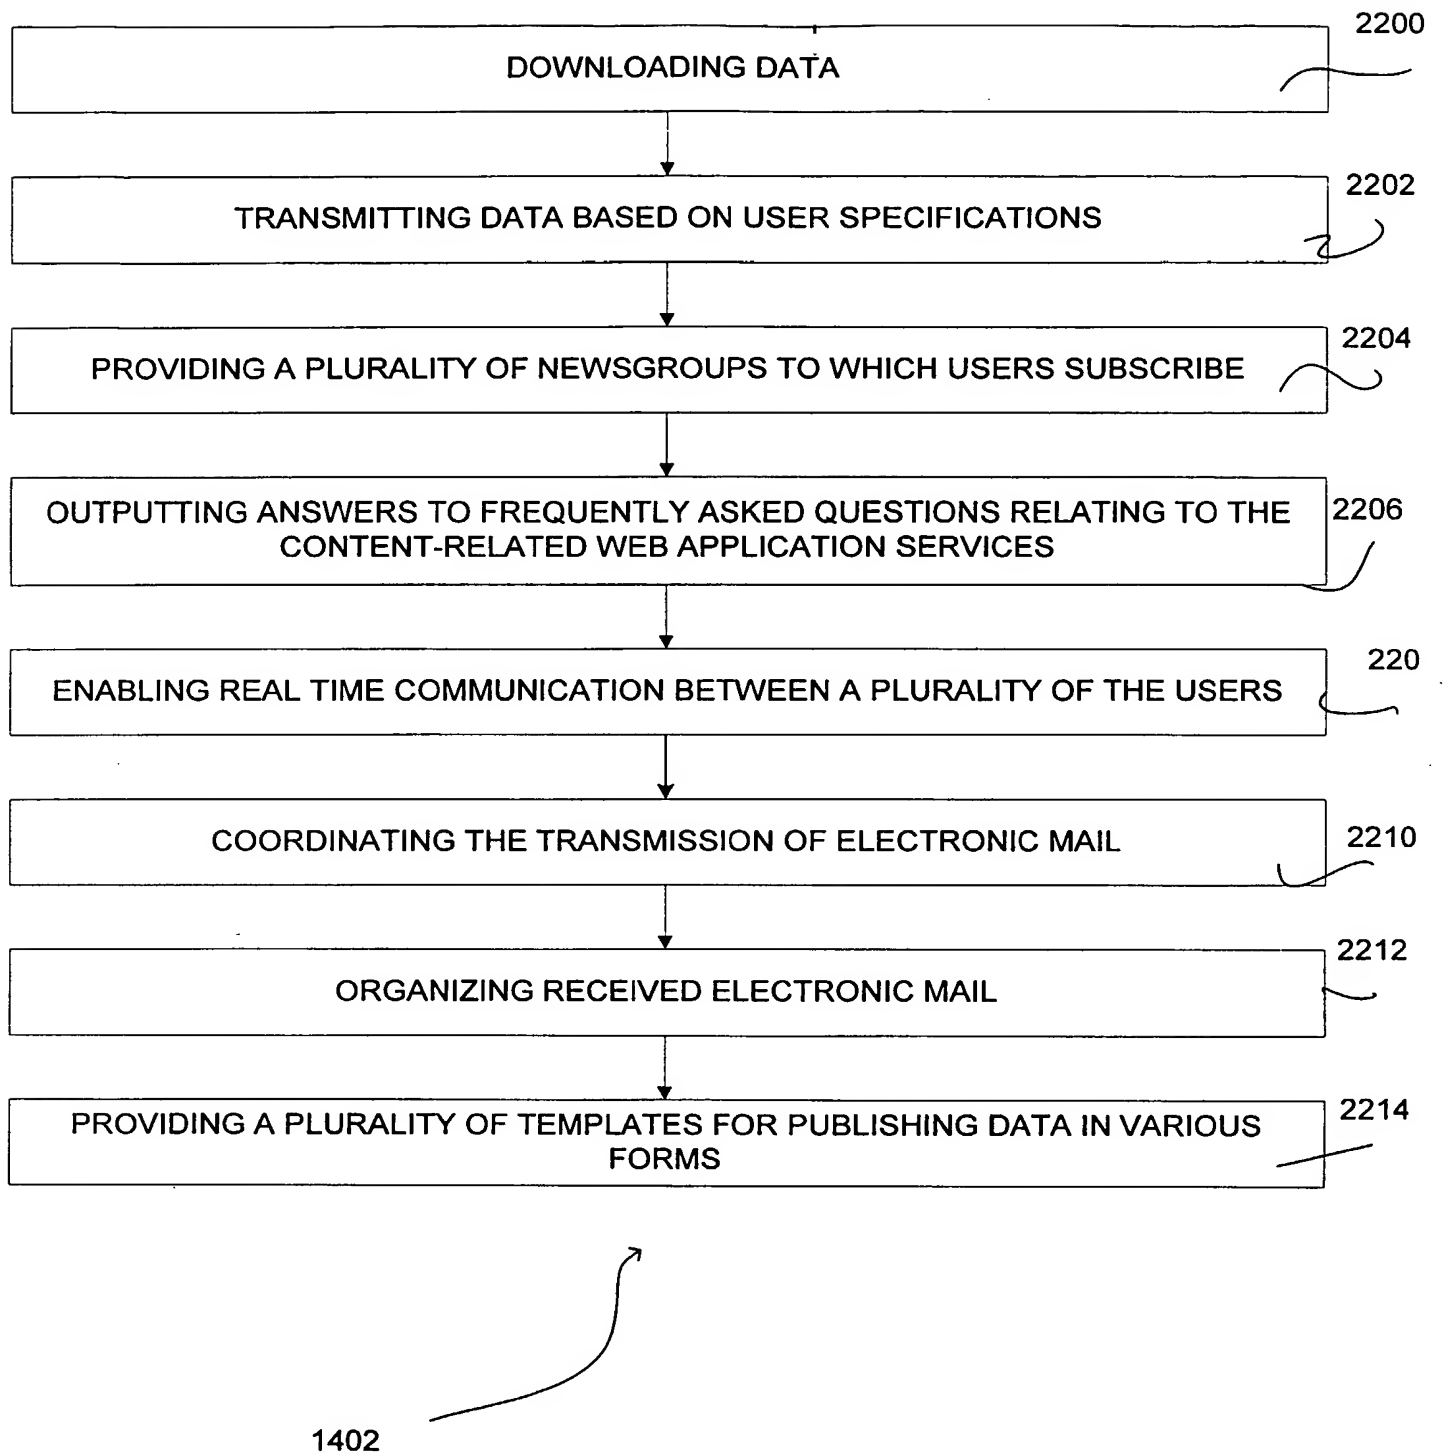 2200
DOWNLOADING DATA
2202
TRANSMITTING DATA BASED ON USER SPECIFICATIONS
2204
PROVIDING A PLURALITY OF NEWSGROUPS TO WHICH USERS SUBSCRIBE
OUTPUTTING ANSWERS TO FREQUENTLY ASKED QUESTIONS RELATING TO THE
CONTENT-RELATED WEB APPLICATION SERVICES
2206
220
ENABLING REAL TIME COMMUNICATION BETWEEN A PLURALITY OF THE USERS
2210
COORDINATING THE TRANSMISSION OF ELECTRONIC MAIL
2212
ORGANIZING RECEIVED ELECTRONIC MAIL
2214
PROVIDING A PLURALITY OF TEMPLATES FOR PUBLISHING DATA IN VARIOUS
FORMS
1402